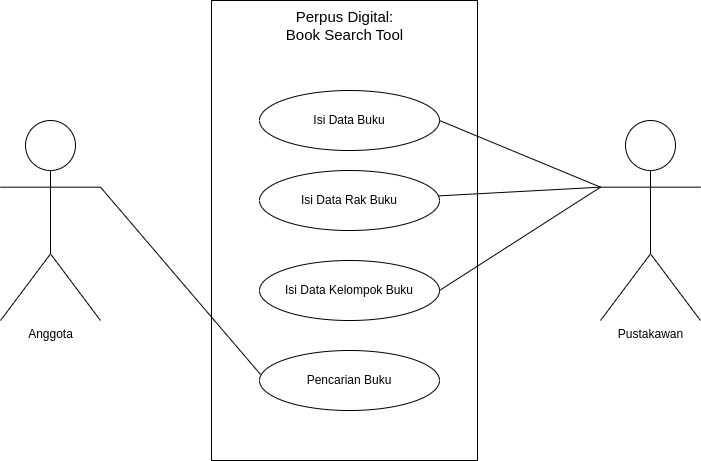 Perpus Digital:
Book Search Tool
Isi Data Buku
Isi Data Rak Buku
Isi Data Kelompok Buku
Pencarian Buku
Anggota
Pustakawan